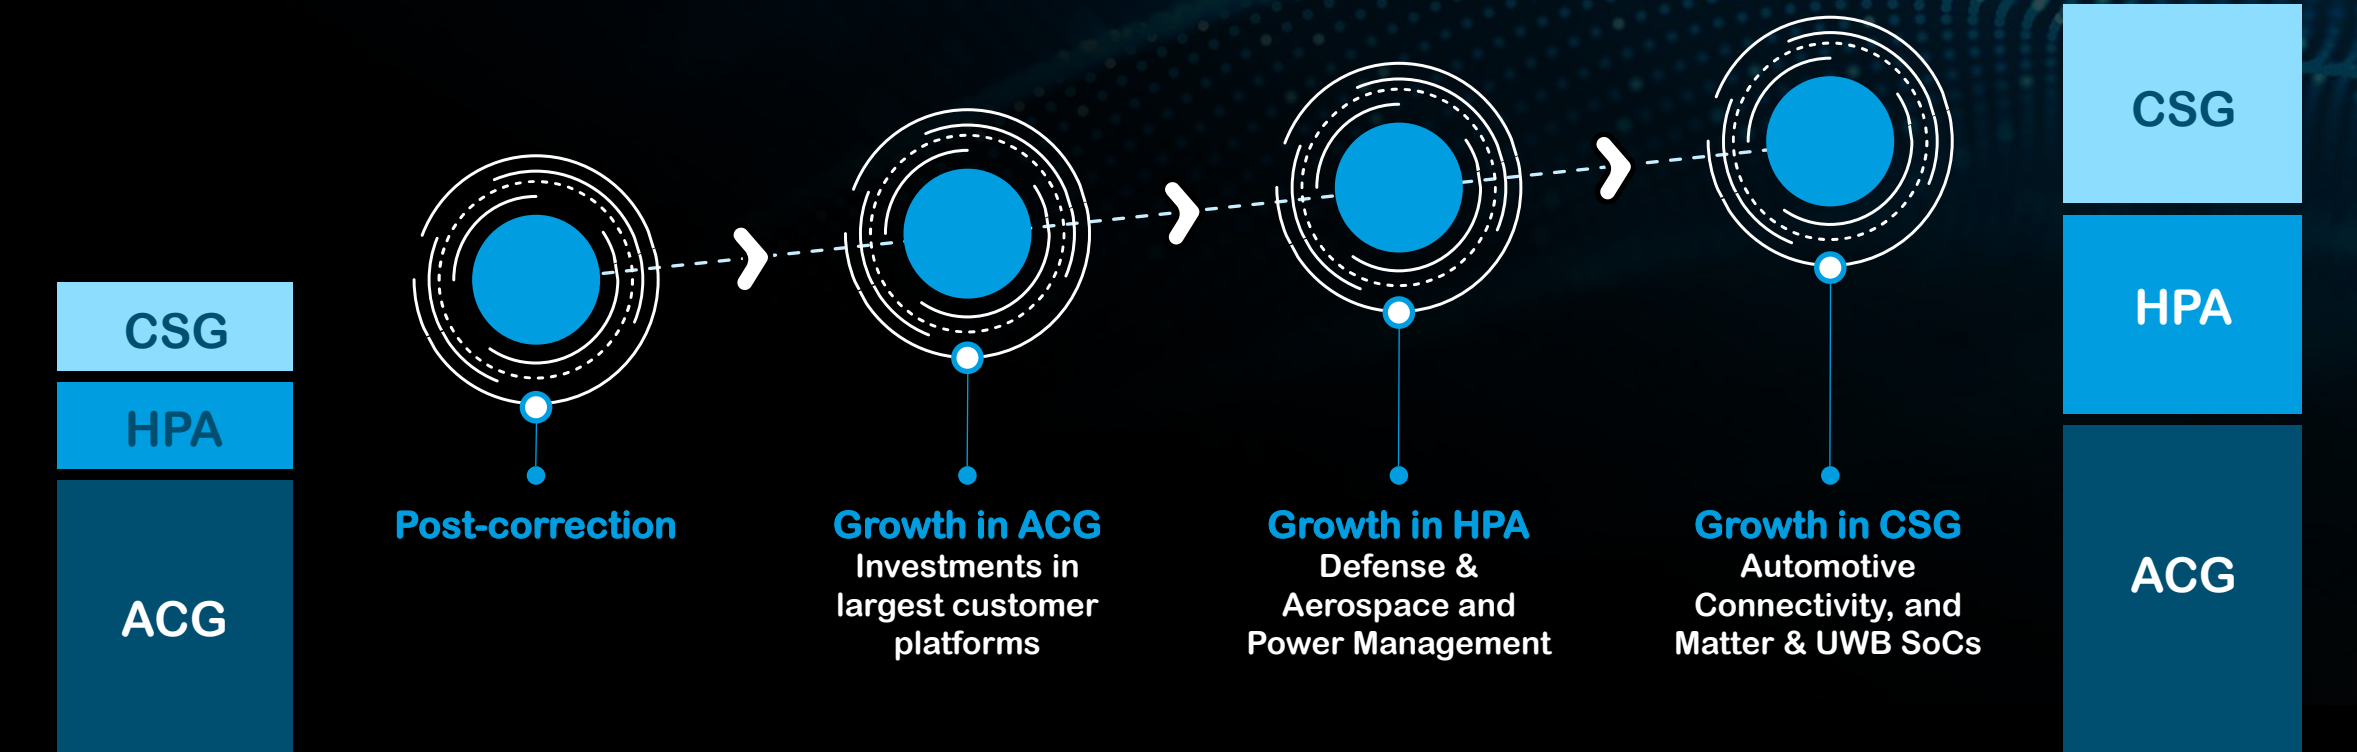 CSG
HPA
ACG
Post-correction
Growth in ACG
Investments in
largest customer
platforms
Growth in HPA
Defense &
Aerospace and
Power Management
Growth in CSG
Automotive
Connectivity, and
Matter & UWB SoCs
CSG
HPA
ACG